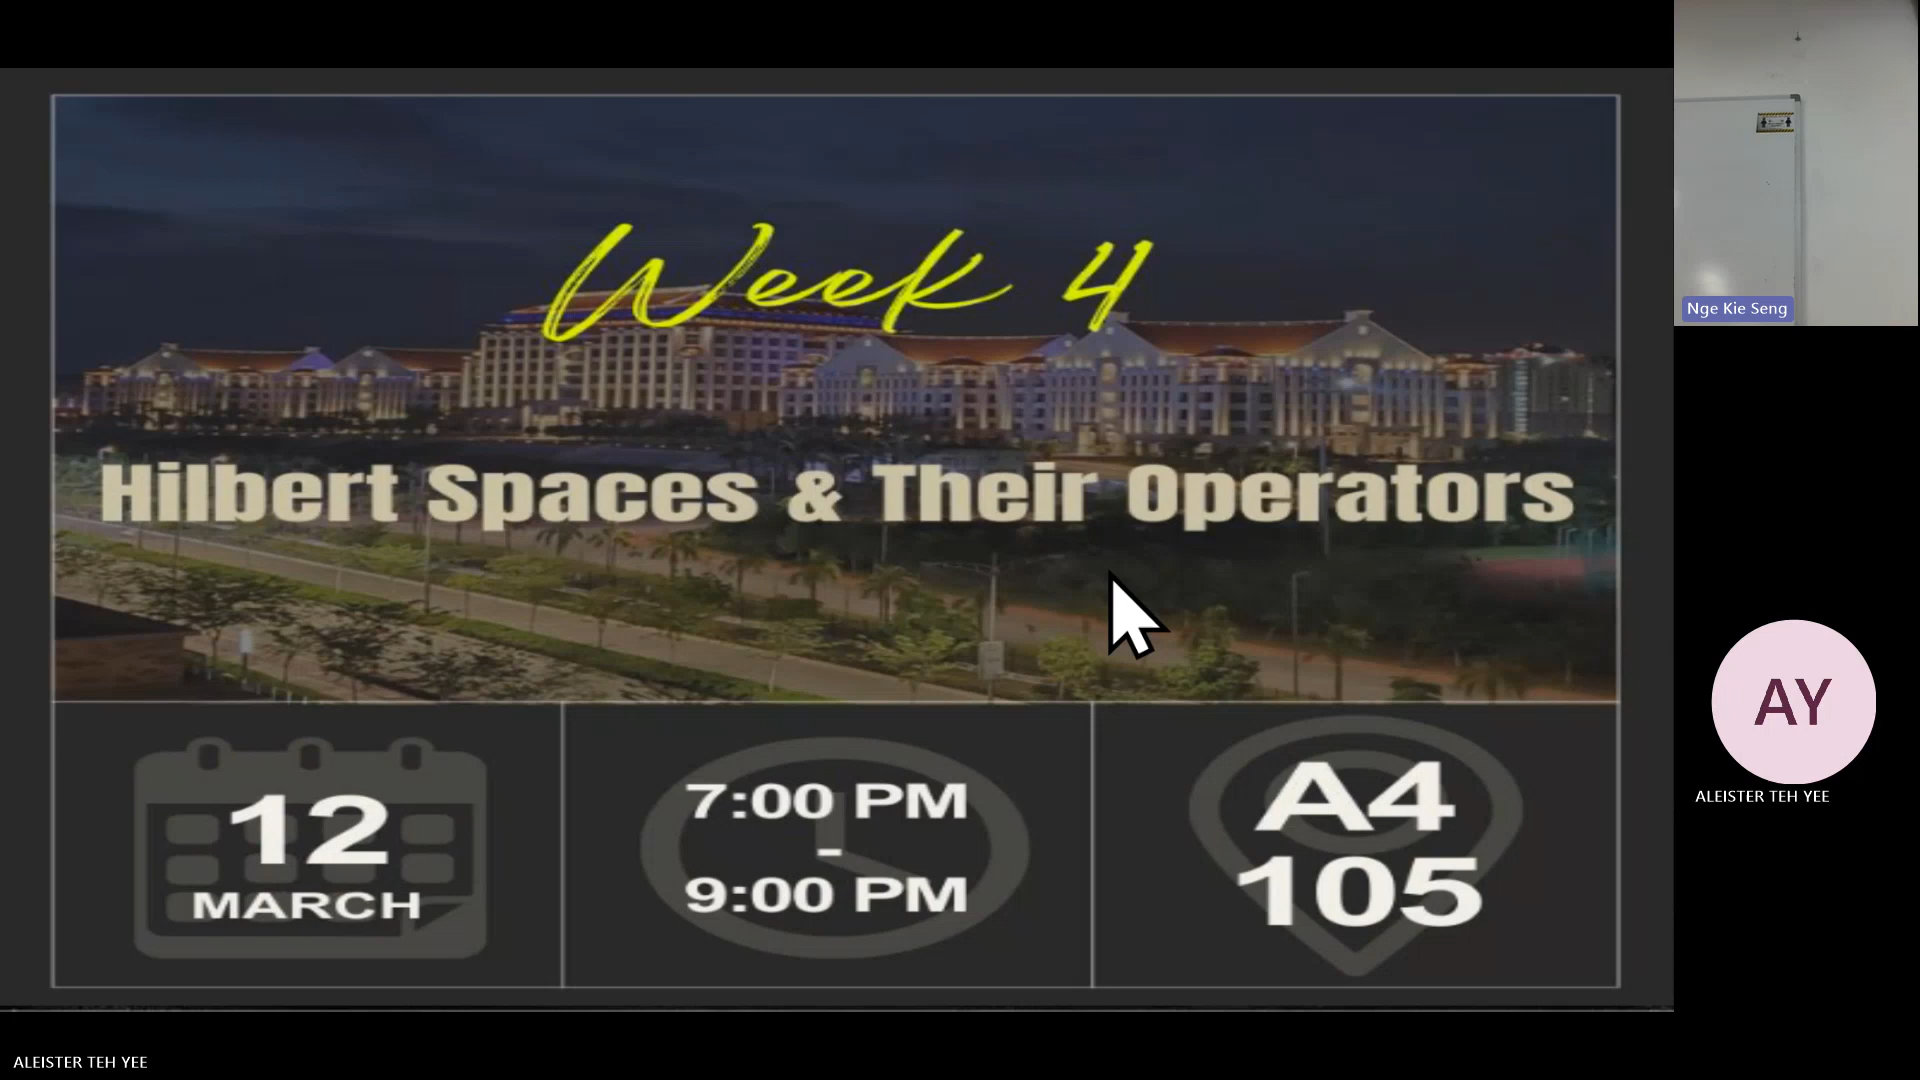 Week 4
Hilbert Spaces & Their Operators
12
MARCH
7:00 PM
-
9:00 PM
A4
105
Nge Kie Seng
AY
ALEISTER TEH YEE
ALEISTER TEH YEE